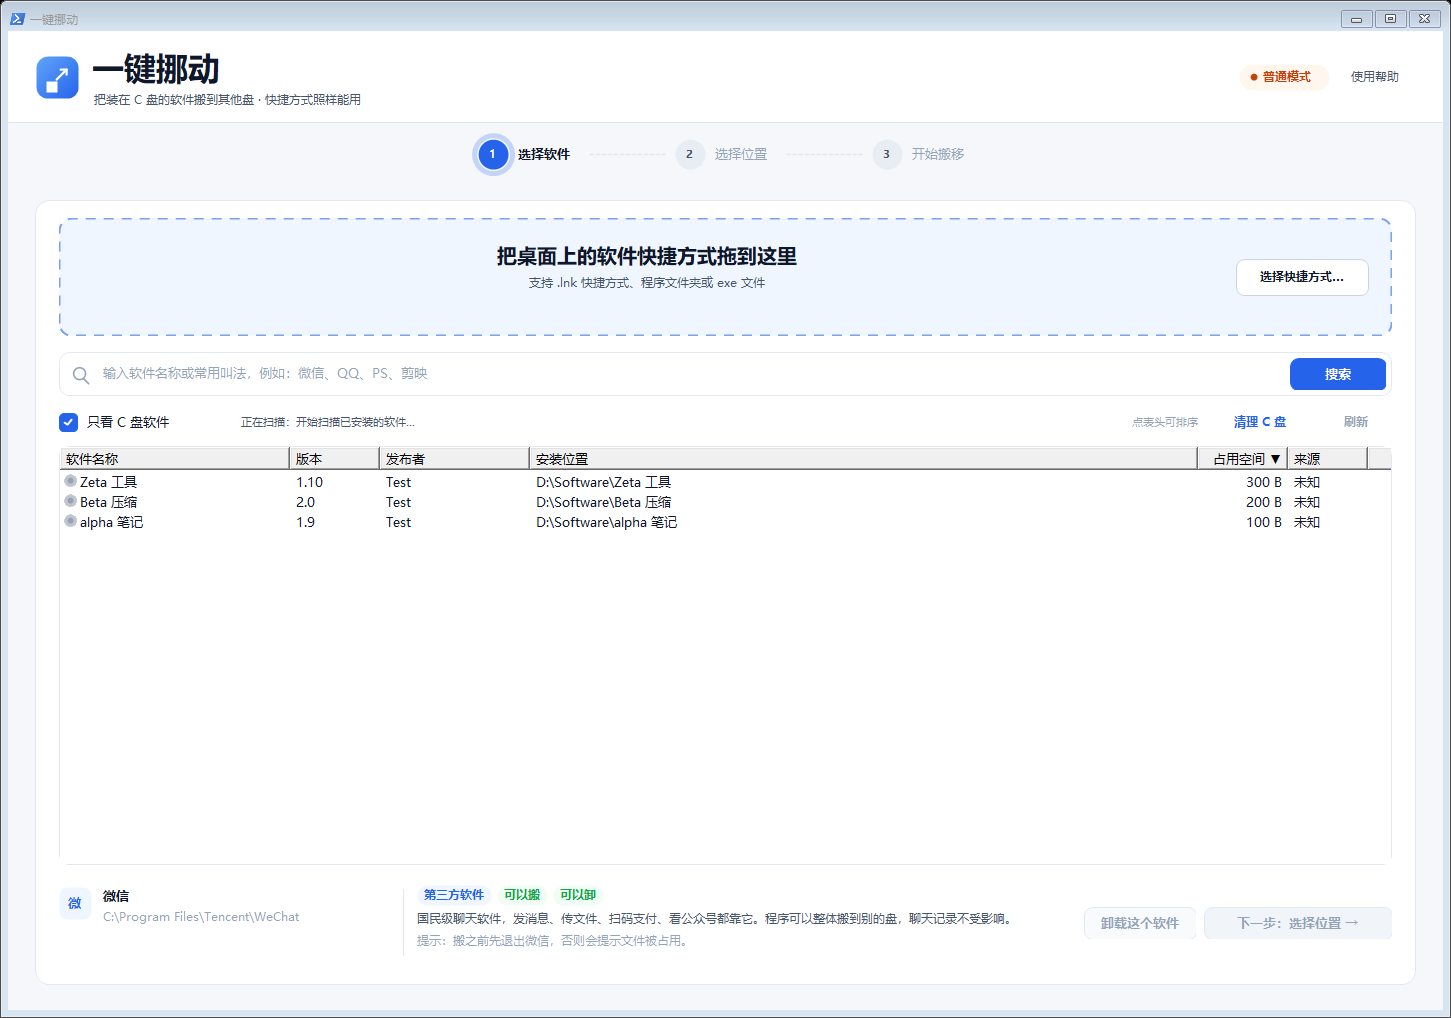 一键挪动
一键挪动
把装在 C 盘的软件搬到其他盘 · 快捷方式照样能用
普通模式
使用帮助
1 选择软件
2 选择位置
3 开始搬移
把桌面上的软件快捷方式拖到这里
支持 .lnk 快捷方式、程序文件夹或 exe 文件
选择快捷方式...
输入软件名称或常用叫法，例如：微信、QQ、PS、剪映
搜索
只看 C 盘软件
正在扫描：开始扫描已安装的软件...
点表头可排序
清理 C 盘
刷新
软件名称 版本 发布者 安装位置 占用空间 ▼ 来源
Zeta 工具 1.10 Test D:\Software\Zeta 工具 300 B 未知
Beta 压缩 2.0 Test D:\Software\Beta 压缩 200 B 未知
alpha 笔记 1.9 Test D:\Software\alpha 笔记 100 B 未知
微
微信
C:\Program Files\Tencent\WeChat
第三方软件 可以搬 可以卸
国民级聊天软件，发消息、传文件、扫码支付、看公众号都靠它。程序可以整体搬到别的盘，聊天记录不受影响。
提示：搬之前先退出微信，否则会提示文件被占用。
卸载这个软件
下一步：选择位置 →